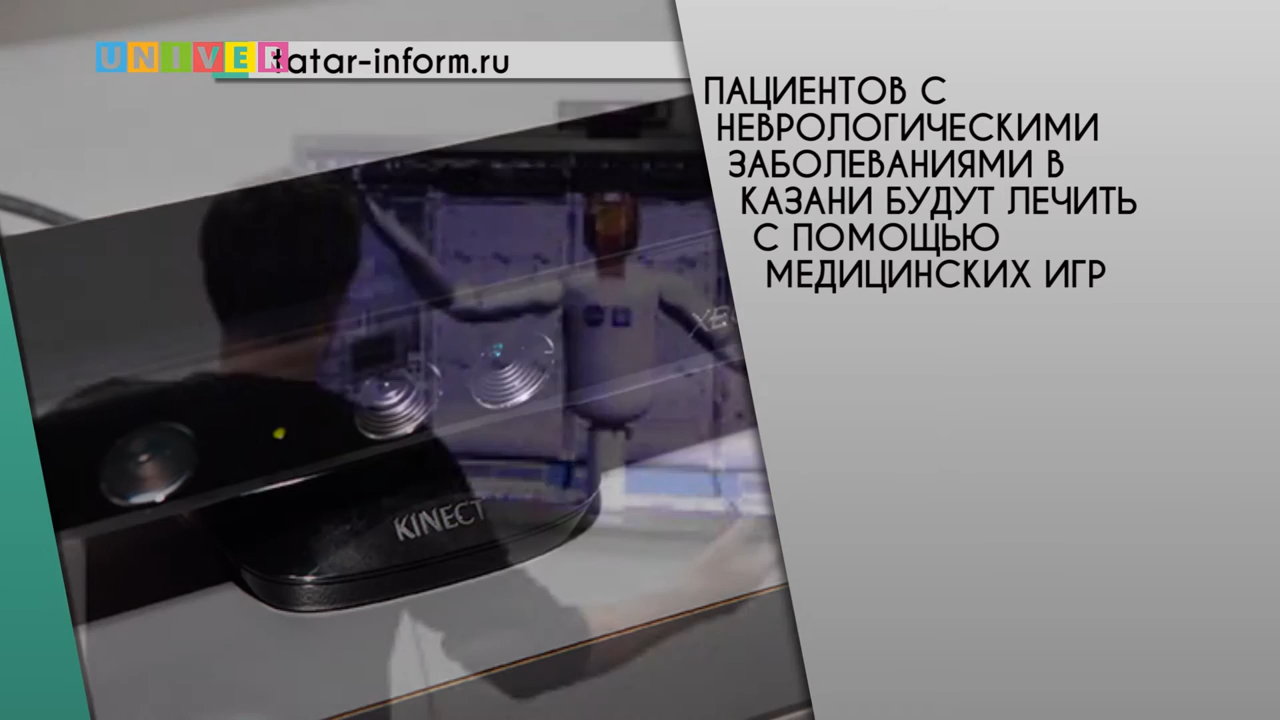 UNIVER
tatar-inform.ru
ПАЦИЕНТОВ С
НЕВРОЛОГИЧЕСКИМИ
ЗАБОЛЕВАНИЯМИ В
КАЗАНИ БУДУТ ЛЕЧИТЬ
С ПОМОЩЬЮ
МЕДИЦИНСКИХ ИГР
KINECT